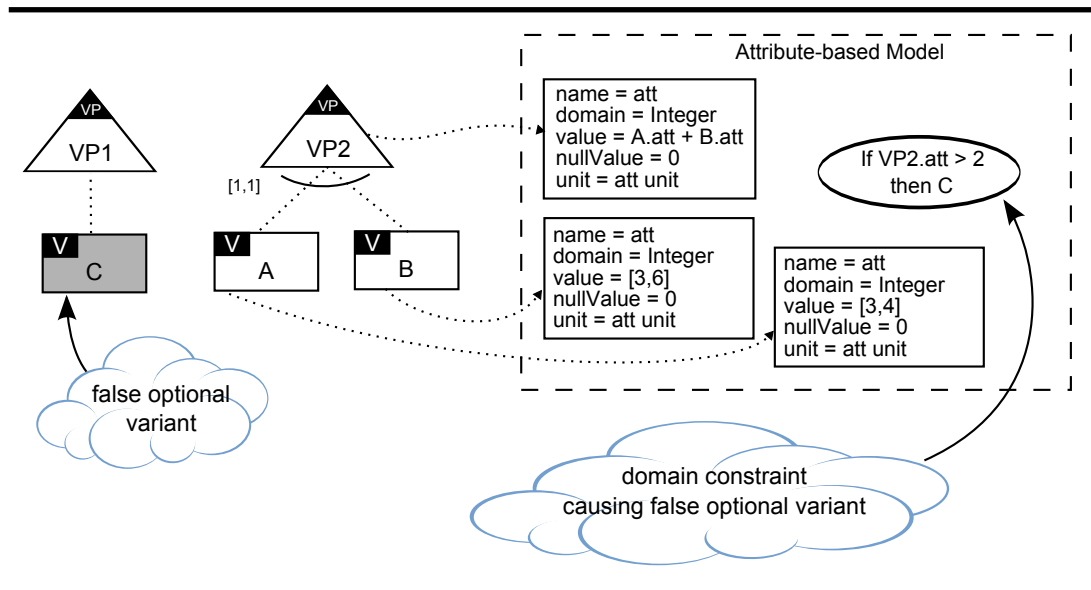 Attribute-based Model
VP
VP1
VP
VP2
[1,1]
V
C
V
A
V
B
name = att
domain = Integer
value = A.att + B.att
nullValue = 0
unit = att unit
If VP2.att > 2
then C
name = att
domain = Integer
value = [3,6]
nullValue = 0
unit = att unit
name = att
domain = Integer
value = [3,4]
nullValue = 0
unit = att unit
false optional
variant
domain constraint
causing false optional variant